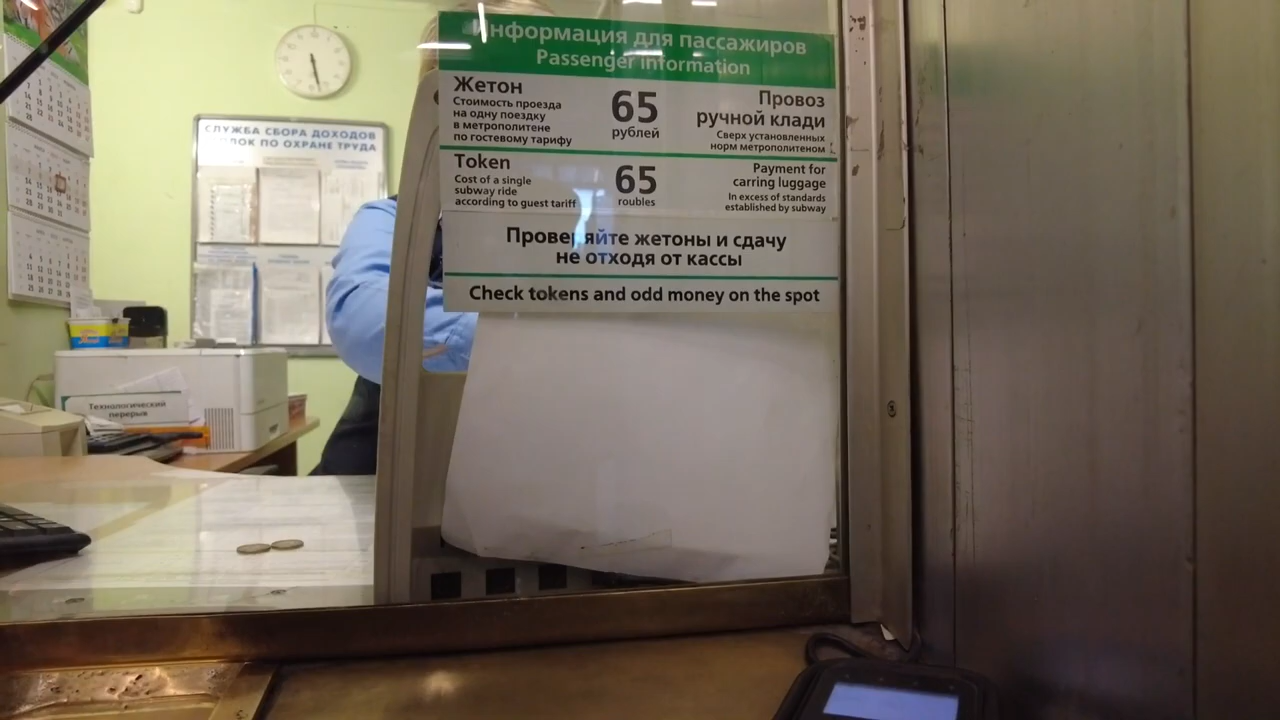 Информация для пассажиров
Passenger information
Жетон
Стоимость проезда
на одну поездку
в метрополитене
по гостевому тарифу
65
рублей
Провоз
ручной клади
Сверх установленных
норм метрополитеном
Token
Cost of a single
subway ride
according to guest tariff
65
roubles
Payment for
carring luggage
In excess of standards
established by subway
Проверяйте жетоны и сдачу
не отходя от кассы
Check tokens and odd money on the spot
СЛУЖБА СБОРА ДОХОДОВ
ПО ОХРАНЕ ТРУДА
Технологический
перерыв